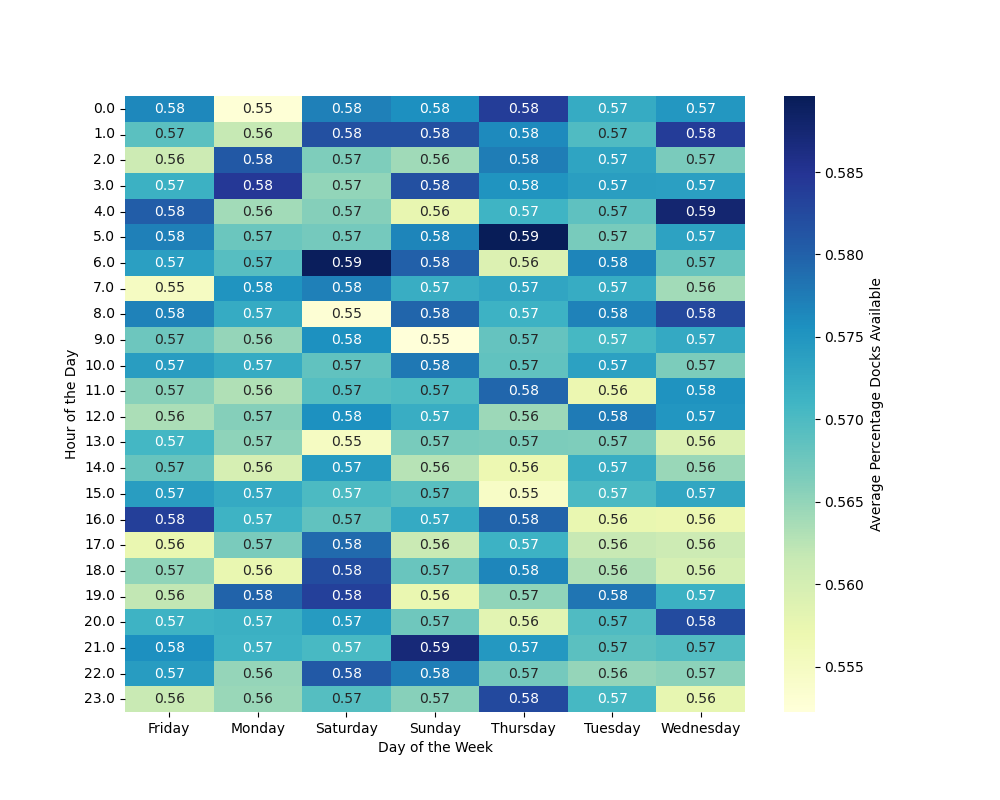 0.0 0.58 0.55 0.58 0.58 0.58 0.57 0.57
1.0 0.57 0.56 0.58 0.58 0.58 0.57 0.58
2.0 0.56 0.58 0.57 0.56 0.58 0.57 0.57
3.0 0.57 0.58 0.57 0.58 0.58 0.57 0.57
4.0 0.58 0.56 0.57 0.56 0.57 0.57 0.59
5.0 0.58 0.57 0.57 0.58 0.59 0.57 0.57
6.0 0.57 0.57 0.59 0.58 0.56 0.58 0.57
7.0 0.55 0.58 0.58 0.57 0.57 0.57 0.56
8.0 0.58 0.57 0.55 0.58 0.57 0.58 0.58
9.0 0.57 0.56 0.58 0.55 0.57 0.57 0.57
10.0 0.57 0.57 0.57 0.58 0.57 0.57 0.57
11.0 0.57 0.56 0.57 0.57 0.58 0.56 0.58
12.0 0.56 0.57 0.58 0.57 0.56 0.58 0.57
13.0 0.57 0.57 0.55 0.57 0.57 0.57 0.56
14.0 0.57 0.56 0.57 0.56 0.56 0.57 0.56
15.0 0.57 0.57 0.57 0.57 0.55 0.57 0.57
16.0 0.58 0.57 0.57 0.57 0.58 0.56 0.56
17.0 0.56 0.57 0.58 0.56 0.57 0.56 0.56
18.0 0.57 0.56 0.58 0.57 0.58 0.56 0.56
19.0 0.56 0.58 0.58 0.56 0.57 0.58 0.57
20.0 0.57 0.57 0.57 0.57 0.56 0.57 0.58
21.0 0.58 0.57 0.57 0.59 0.57 0.57 0.57
22.0 0.57 0.56 0.58 0.58 0.57 0.56 0.57
23.0 0.56 0.56 0.57 0.57 0.58 0.57 0.56
Friday Monday Saturday Sunday Thursday Tuesday Wednesday
Day of the Week
Hour of the Day
0.585
0.580
0.575
0.570
0.565
0.560
0.555
Average Percentage Docks Available